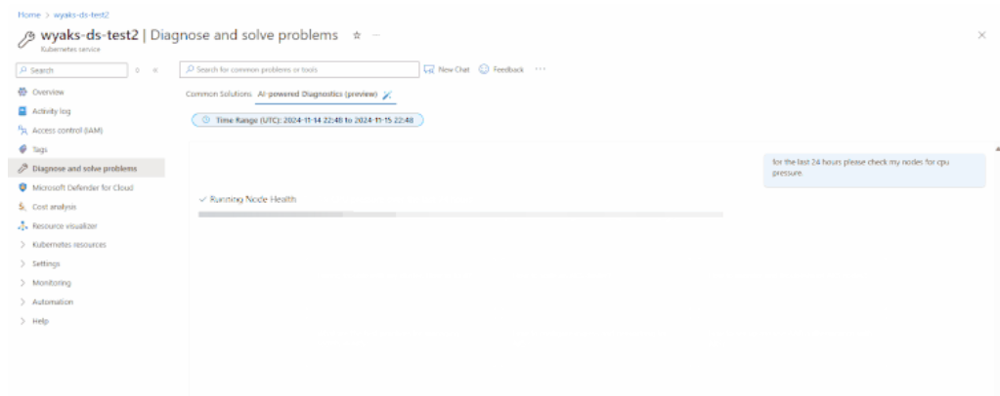 Home > wyaks-ds-test2
wyaks-ds-test2 | Diagnose and solve problems
Kubernetes service
Search
Overview
Activity log
Access control (IAM)
Tags
Diagnose and solve problems
Microsoft Defender for Cloud
Cost analysis
Resource visualizer
Kubernetes resources
Settings
Monitoring
Automation
Help
Search for common problems or tools
New Chat
Feedback
Common Solutions
AI-powered Diagnostics (preview)
Time Range (UTC): 2024-11-14 22:48 to 2024-11-15 22:48
for the last 24 hours please check my nodes for cpu
pressure.
Running Node Health